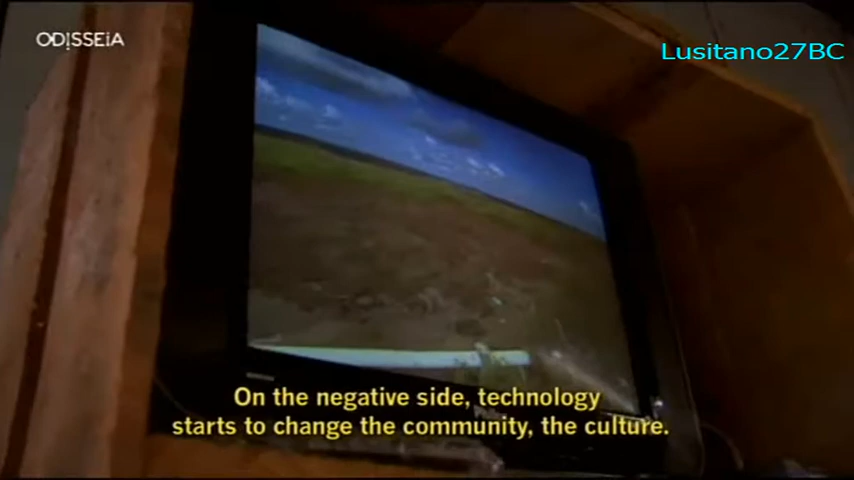 ODISSEiA
Lusitano27BC
On the negative side, technology
starts to change the community, the culture.